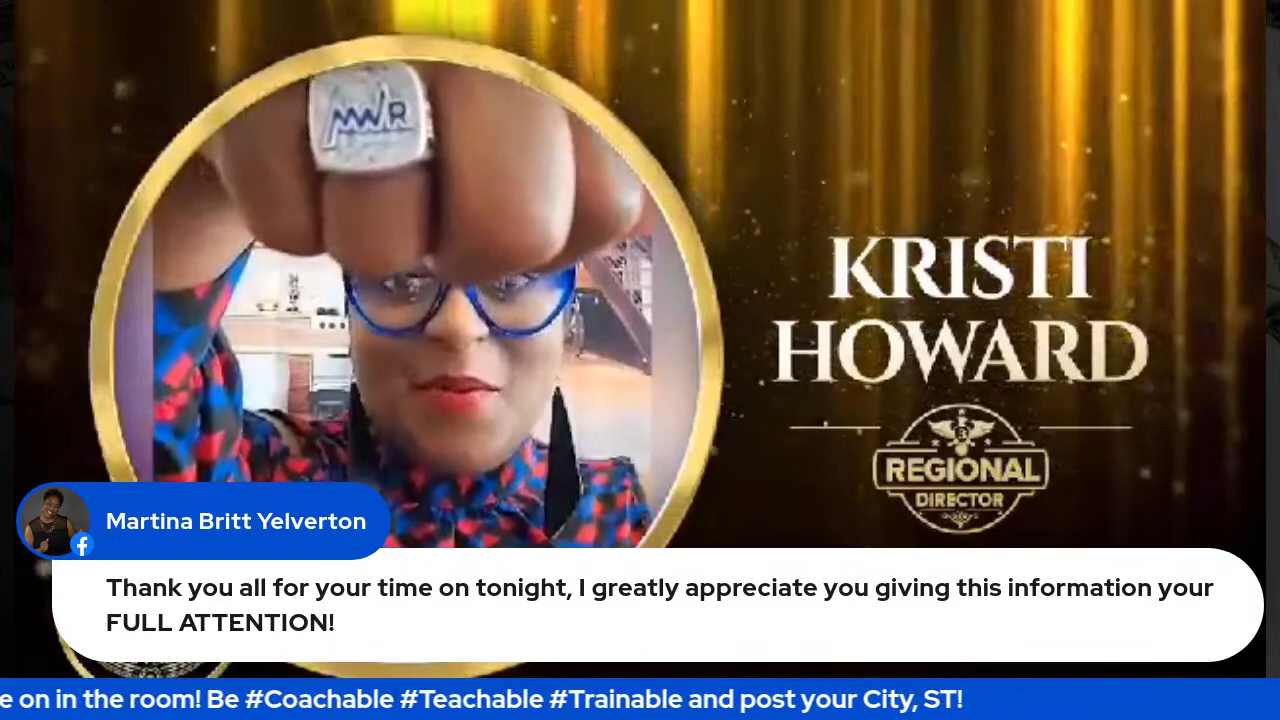 MWR
KRISTI
HOWARD
3
REGIONAL
DIRECTOR
Martina Britt Yelverton
Thank you all for your time on tonight, I greatly appreciate you giving this information your
FULL ATTENTION!
e on in the room! Be #Coachable #Teachable #Trainable and post your City, ST!